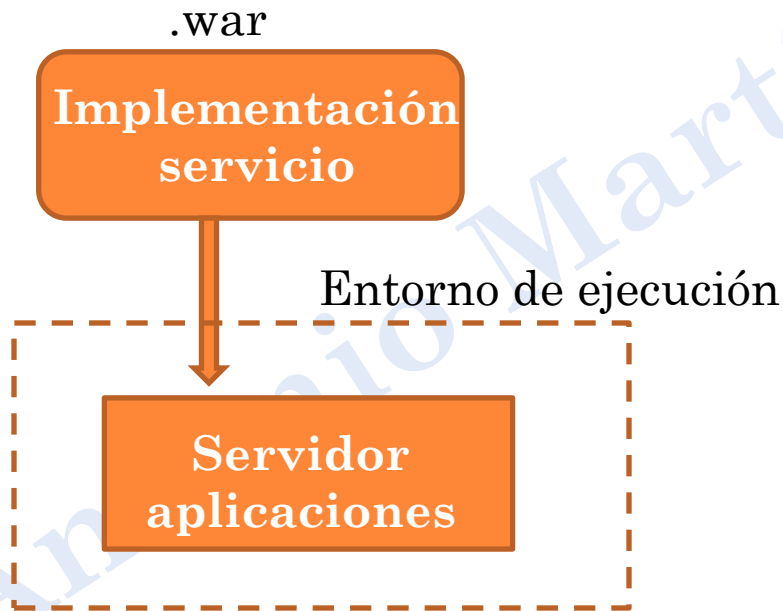 .war
Implementación
servicio
Entorno de ejecución
Servidor
aplicaciones